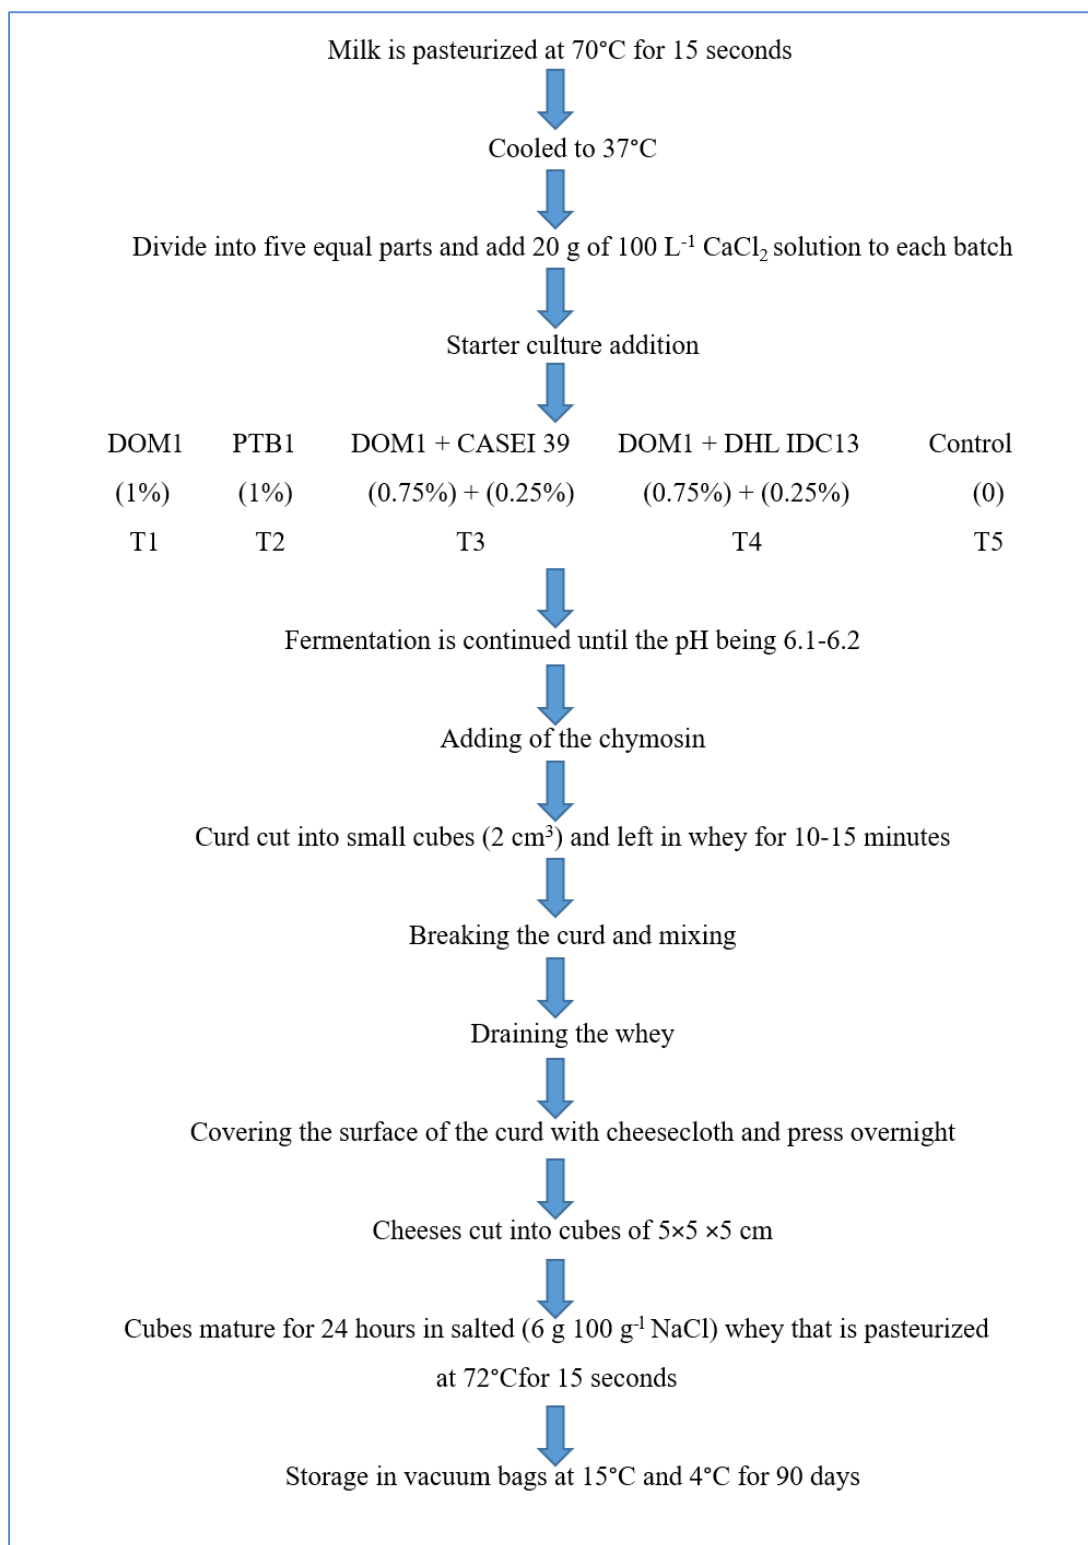 Milk is pasteurized at 70°C for 15 seconds
Cooled to 37°C
Divide into five equal parts and add 20 g of 100 L⁻¹ CaCl₂ solution to each batch
Starter culture addition
DOM1 PTB1 DOM1 + CASEI 39 DOM1 + DHL IDC13 Control
(1%) (1%) (0.75%) + (0.25%) (0.75%) + (0.25%) (0)
T1 T2 T3 T4 T5
Fermentation is continued until the pH being 6.1-6.2
Adding of the chymosin
Curd cut into small cubes (2 cm³) and left in whey for 10-15 minutes
Breaking the curd and mixing
Draining the whey
Covering the surface of the curd with cheesecloth and press overnight
Cheeses cut into cubes of 5×5 ×5 cm
Cubes mature for 24 hours in salted (6 g 100 g⁻¹ NaCl) whey that is pasteurized
at 72°Cfor 15 seconds
Storage in vacuum bags at 15°C and 4°C for 90 days